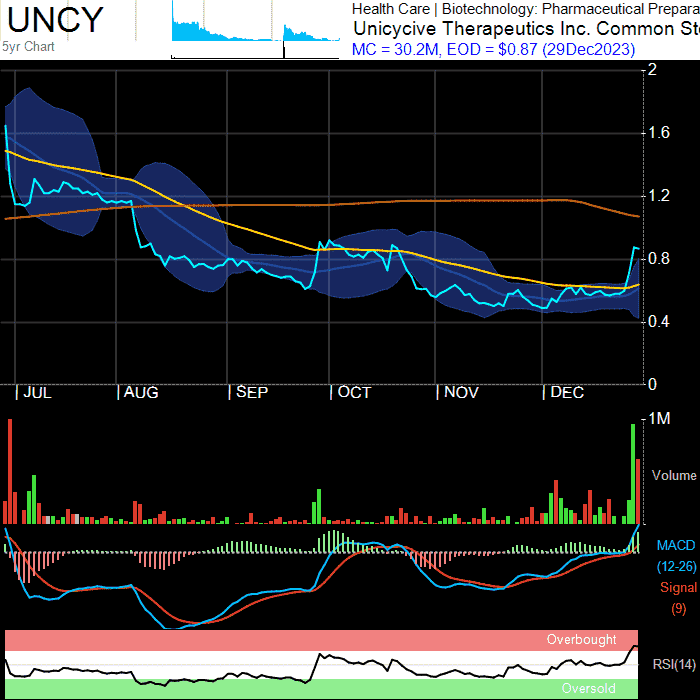 UNCY
5yr Chart
Health Care | Biotechnology: Pharmaceutical Prepara
Unicycive Therapeutics Inc. Common Sto
MC = 30.2M, EOD = $0.87 (29Dec2023)
2
1.6
1.2
0.8
0.4
0
JUL AUG SEP OCT NOV DEC
1M
Volume
MACD
(12-26)
Signal
(9)
Overbought
RSI(14)
Oversold